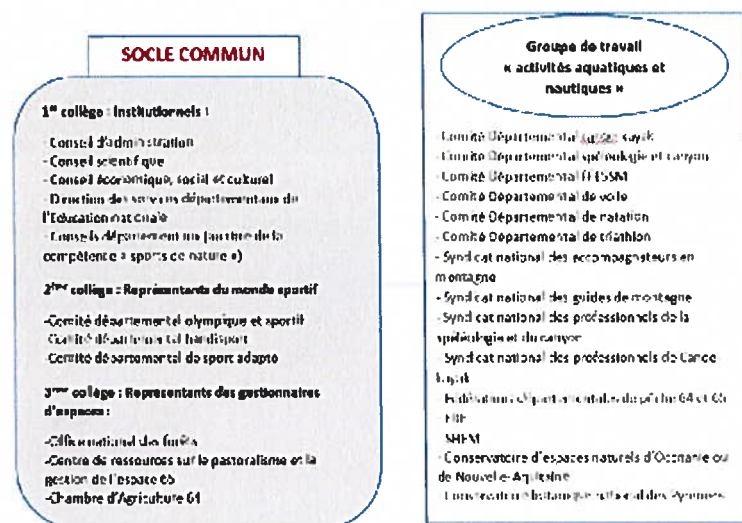 SOCLE COMMUN
1er collège : Institutionnels :
- Conseil d'administration
- Conseil scientifique
- Conseil économique, social et culturel
- Direction des services départementaux de
l'Education nationale
- Conseils départementaux (au titre de la
compétence « sports de nature »)
2ème collège : Représentants du monde sportif
-Comité départemental olympique et sportif
-Comité départemental handisport
-Comité départemental de sport adapté
3ème collège : Représentants des gestionnaires
d'espaces :
-Office national des forêts
-Centre de ressources sur le pastoralisme et la
gestion de l'espace 65
-Chambre d'Agriculture 64
Groupe de travail
« activités aquatiques et
nautiques »
- Comité Départemental canoë kayak
- Comité Départemental spéléologie et canyon
- Comité Départemental FFESSM
- Comité Départemental de voile
- Comité Départemental de natation
- Comité Départemental de triathlon
- Syndicat national des accompagnateurs en
montagne
- Syndicat national des guides de montagne
- Syndicat national des professionnels de la
spéléologie et du canyon
- Syndicat national des professionnels de Canoë
kayak
- Fédérations départementales de pêche 64 et 65
- SHEM
- Conservatoire d'espaces naturels d'Occitanie ou
de Nouvelle-Aquitaine
- Conservatoire botanique national des Pyrénées